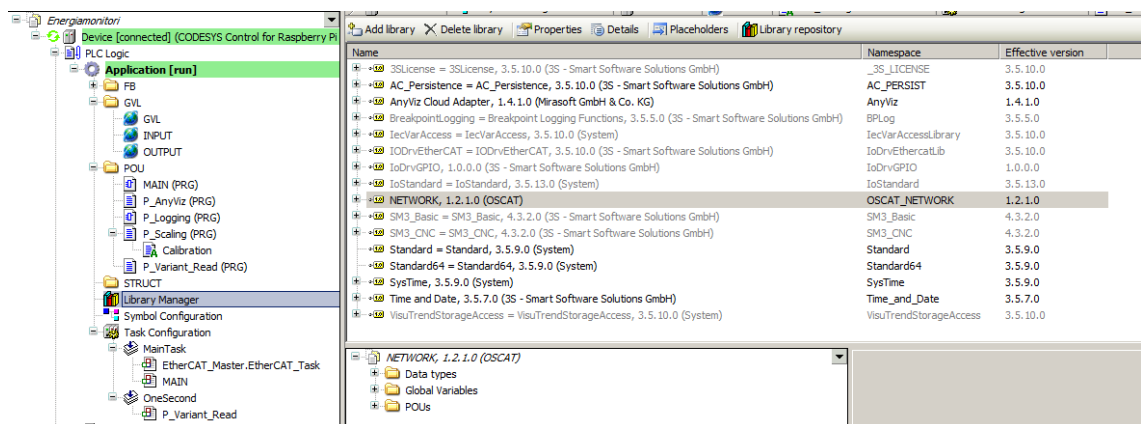 Energiamonitori
Device [connected] (CODESYS Control for Raspberry Pi
PLC Logic
Application [run]
FB
GVL
GVL
INPUT
OUTPUT
POU
MAIN (PRG)
P_AnyViz (PRG)
P_Logging (PRG)
P_Scaling (PRG)
Calibration
P_Variant_Read (PRG)
STRUCT
Library Manager
Symbol Configuration
Task Configuration
MainTask
EtherCAT_Master.EtherCAT_Task
MAIN
OneSecond
P_Variant_Read
Add library Delete library Properties Details Placeholders Library repository
Name Namespace Effective version
3SLicense = 3SLicense, 3.5.10.0 (3S - Smart Software Solutions GmbH) _3S_LICENSE 3.5.10.0
AC_Persistence = AC_Persistence, 3.5.10.0 (3S - Smart Software Solutions GmbH) AC_PERSIST 3.5.10.0
AnyViz Cloud Adapter, 1.4.1.0 (Mirasoft GmbH & Co. KG) AnyViz 1.4.1.0
BreakpointLogging = Breakpoint Logging Functions, 3.5.5.0 (3S - Smart Software Solutions GmbH) BPLog 3.5.5.0
IecVarAccess = IecVarAccess, 3.5.10.0 (System) IecVarAccessLibrary 3.5.10.0
IODrvEtherCAT = IODrvEtherCAT, 3.5.10.0 (3S - Smart Software Solutions GmbH) IoDrvEthercatLib 3.5.10.0
IoDrvGPIO, 1.0.0.0 (3S - Smart Software Solutions GmbH) IoDrvGPIO 1.0.0.0
IoStandard = IoStandard, 3.5.13.0 (System) IoStandard 3.5.13.0
NETWORK, 1.2.1.0 (OSCAT) OSCAT_NETWORK 1.2.1.0
SM3_Basic = SM3_Basic, 4.3.2.0 (3S - Smart Software Solutions GmbH) SM3_Basic 4.3.2.0
SM3_CNC = SM3_CNC, 4.3.2.0 (3S - Smart Software Solutions GmbH) SM3_CNC 4.3.2.0
Standard = Standard, 3.5.9.0 (System) Standard 3.5.9.0
Standard64 = Standard64, 3.5.9.0 (System) Standard64 3.5.9.0
SysTime, 3.5.9.0 (System) SysTime 3.5.9.0
Time and Date, 3.5.7.0 (3S - Smart Software Solutions GmbH) Time_and_Date 3.5.7.0
VisuTrendStorageAccess = VisuTrendStorageAccess, 3.5.10.0 (System) VisuTrendStorageAccess 3.5.10.0
NETWORK, 1.2.1.0 (OSCAT)
Data types
Global Variables
POUs